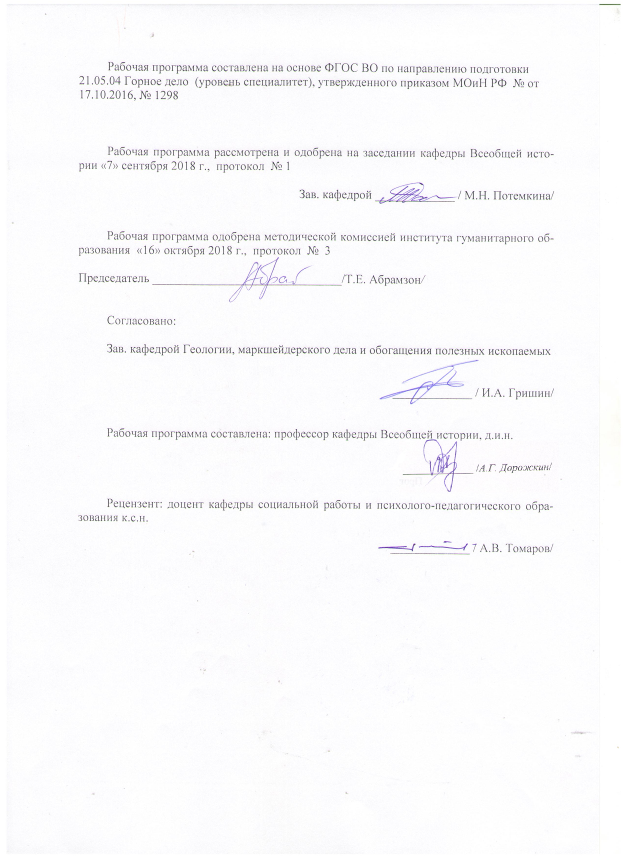 Рабочая программа составлена на основе ФГОС ВО по направлению подготовки
21.05.04 Горное дело (уровень специалитет), утвержденного приказом МОиН РФ № от
17.10.2016, № 1298
Рабочая программа рассмотрена и одобрена на заседании кафедры Всеобщей исто-
рии «7» сентября 2018 г., протокол № 1
Зав. кафедрой / М.Н. Потемкина/
Рабочая программа одобрена методической комиссией института гуманитарного об-
разования «16» октября 2018 г., протокол № 3
Председатель /Т.Е. Абрамзон/
Согласовано:
Зав. кафедрой Геологии, маркшейдерского дела и обогащения полезных ископаемых
/ И.А. Гришин/
Рабочая программа составлена: профессор кафедры Всеобщей истории, д.и.н.
/А.Г. Дорожкин/
Рецензент: доцент кафедры социальной работы и психолого-педагогического обра-
зования к.с.н.
/ А.В. Томаров/